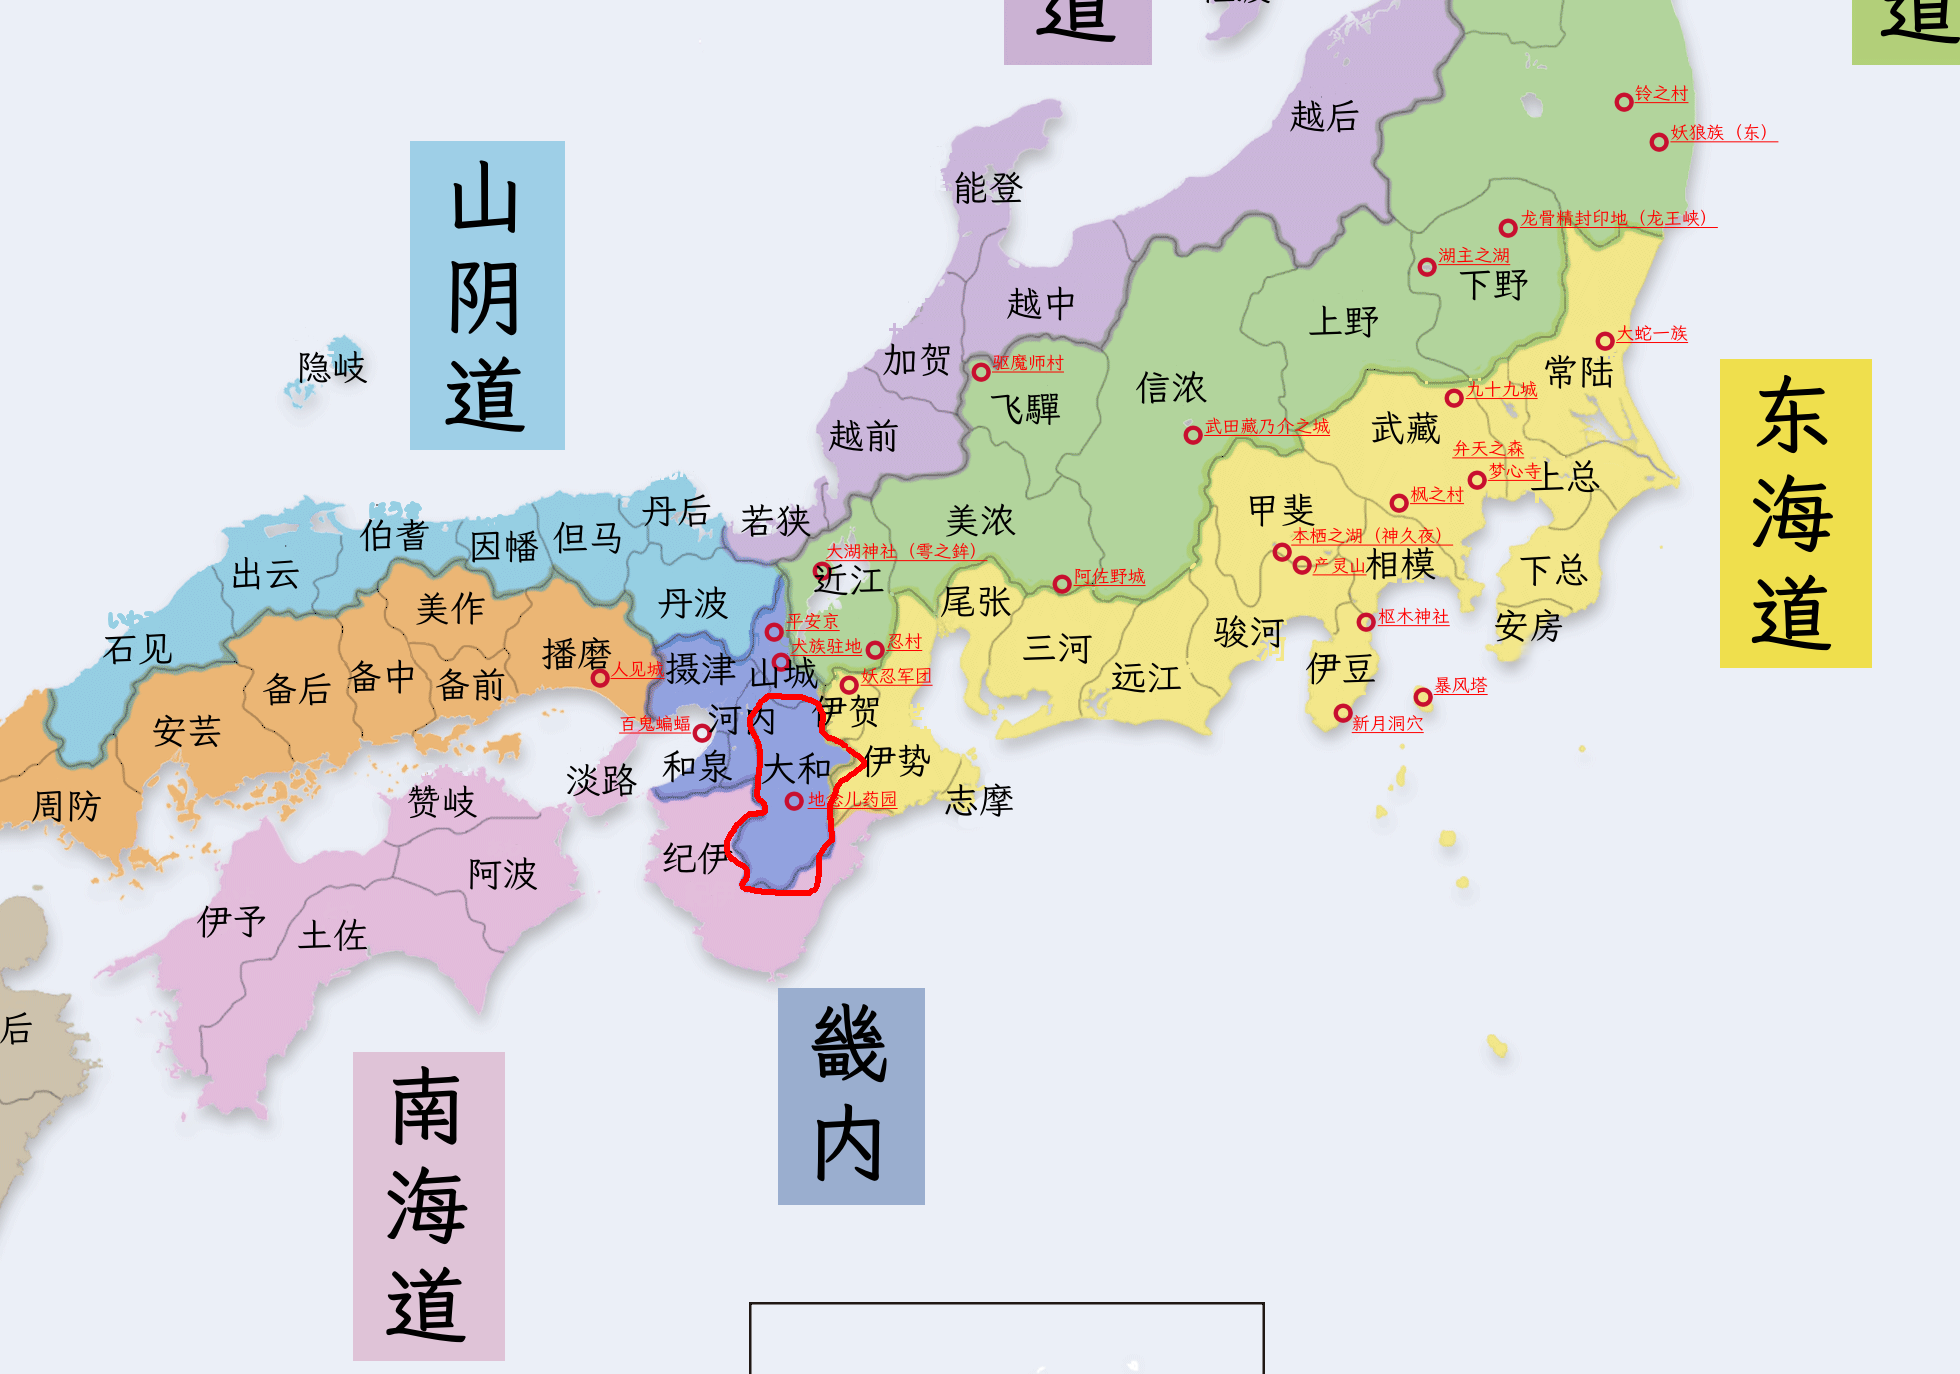 道
道
越后
铃之村
妖狼族（东）
能登
山阴道
龙骨精封印地（龙王峡）
湖主之湖
下野
越中
上野
大蛇一族
隐岐
加贺
驱魔师村
常陆
信浓
九十九城
飞驒
东海道
越前
武藏
武田藏乃介之城
弁天之森
梦心寺
上总
枫之村
丹后
若狭
美浓
甲斐
伯耆
因幡
但马
本栖之湖（神久夜）
大湖神社（零之鉾）
近江
产灵山
相模
下总
出云
阿佐野城
丹波
尾张
美作
平安京
枢木神社
安房
石见
犬族驻地
忍村
三河
骏河
播磨
人见城
摄津
山城
妖忍军团
远江
伊豆
备后
备中
备前
暴风塔
伊贺
新月洞穴
安芸
百鬼蝙蝠
河内
伊势
和泉
大和
淡路
地念儿药园
志摩
周防
赞岐
纪伊
阿波
伊予
土佐
后
畿内
南海道